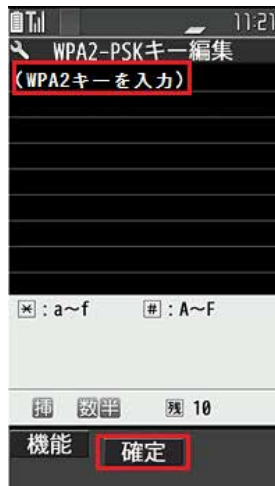 11:21
WPA2-PSKキー編集
(WPA2キーを入力)
*:a~f #:A~F
挿 数半 残 10
機能 確定